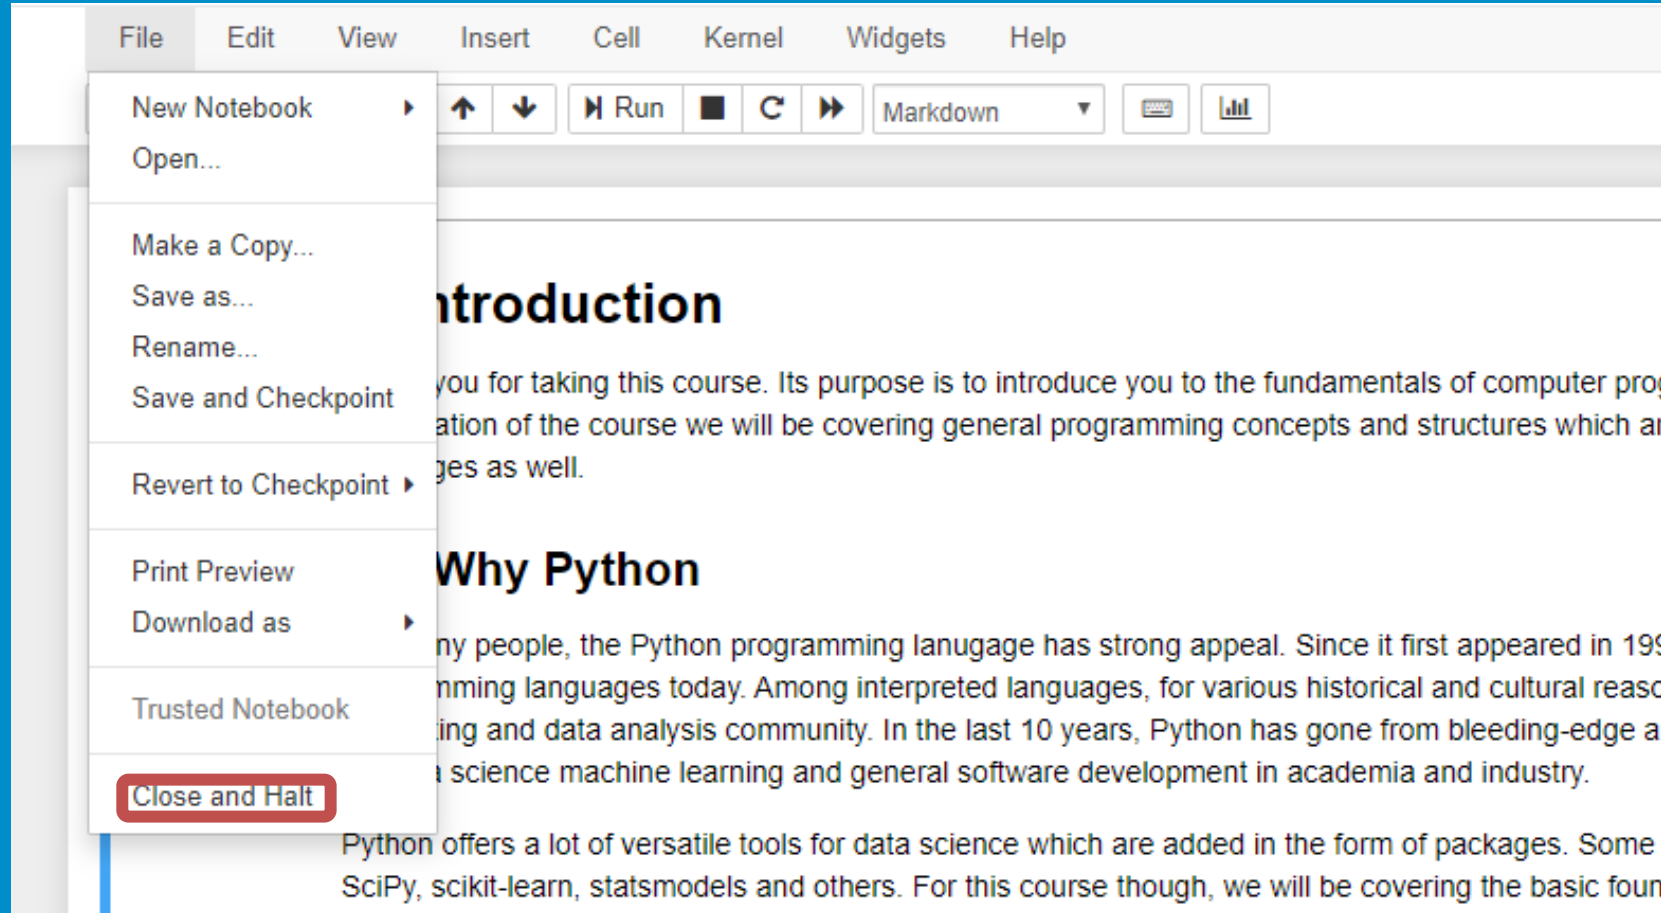 File Edit View Insert Cell Kernel Widgets Help
New Notebook
Run
Markdown
Open...
Make a Copy...
Save as...
Rename...
Save and Checkpoint
Revert to Checkpoint
Print Preview
Download as
Trusted Notebook
Close and Halt
ntroduction
you for taking this course. Its purpose is to introduce you to the fundamentals of computer prog
ation of the course we will be covering general programming concepts and structures which ar
ges as well.
Why Python
ny people, the Python programming lanugage has strong appeal. Since it first appeared in 199
mming languages today. Among interpreted languages, for various historical and cultural reaso
ing and data analysis community. In the last 10 years, Python has gone from bleeding-edge a
science machine learning and general software development in academia and industry.
Python offers a lot of versatile tools for data science which are added in the form of packages. Some
SciPy, scikit-learn, statsmodels and others. For this course though, we will be covering the basic foun